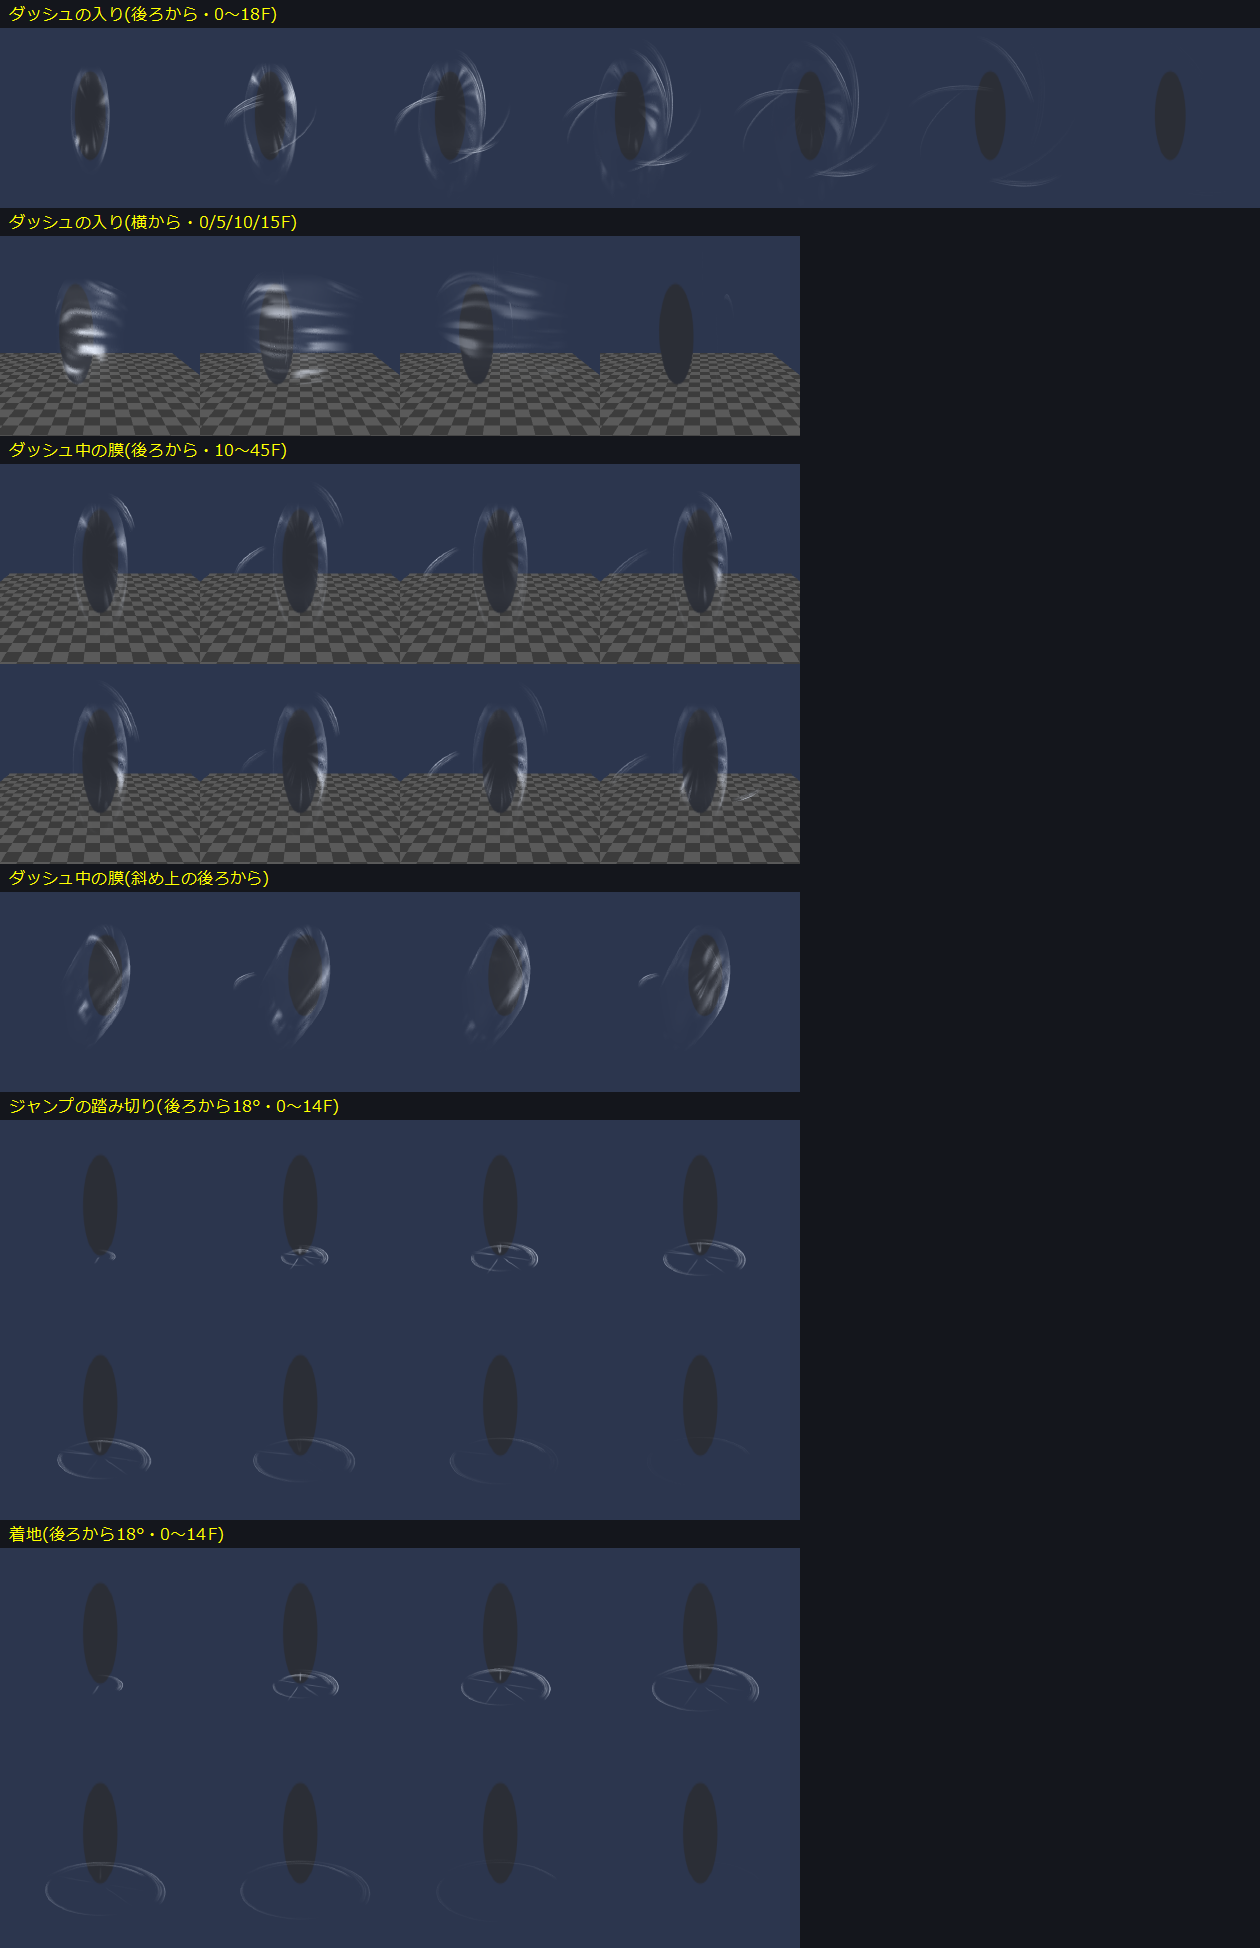 ダッシュの入り(後ろから・0～18F)
ダッシュの入り(横から・0/5/10/15F)
ダッシュ中の膜(後ろから・10～45F)
ダッシュ中の膜(斜め上の後ろから)
ジャンプの踏み切り(後ろから18°・0～14F)
着地(後ろから18°・0～14F)